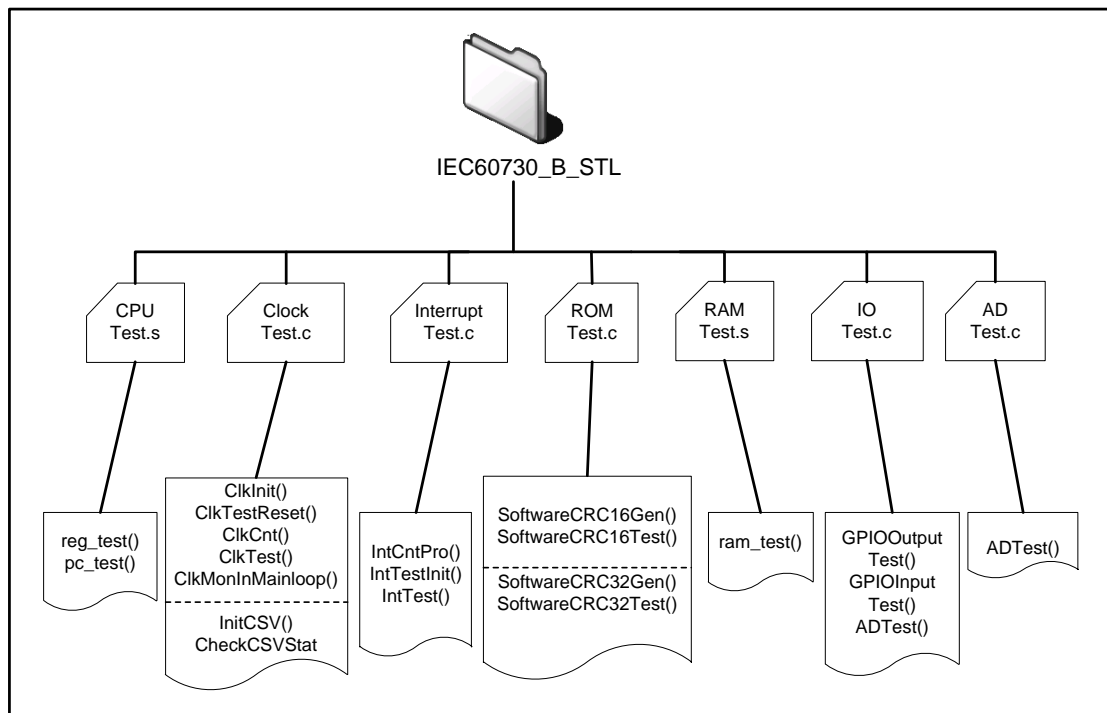 IEC60730_B_STL
CPU
Test.s
Clock
Test.c
Interrupt
Test.c
ROM
Test.c
RAM
Test.s
IO
Test.c
AD
Test.c
reg_test()
pc_test()
ClkInit()
ClkTestReset()
ClkCnt()
ClkTest()
ClkMonInMainloop()
InitCSV()
CheckCSVStat
IntCntPro()
IntTestInit()
IntTest()
SoftwareCRC16Gen()
SoftwareCRC16Test()
SoftwareCRC32Gen()
SoftwareCRC32Test()
ram_test()
GPIOOutput
Test()
GPIOInput
Test()
ADTest()
ADTest()